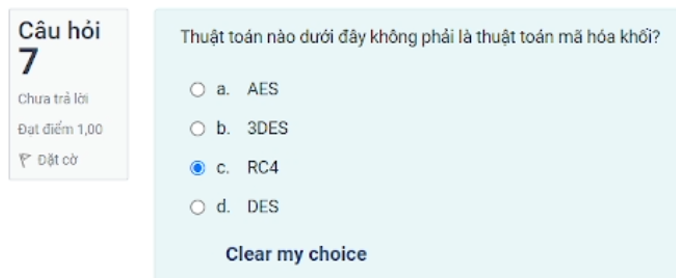 Câu hỏi
7
Chưa trả lời
Đạt điểm 1,00
Đặt cờ
Thuật toán nào dưới đây không phải là thuật toán mã hóa khối?
a. AES
b. 3DES
c. RC4
d. DES
Clear my choice